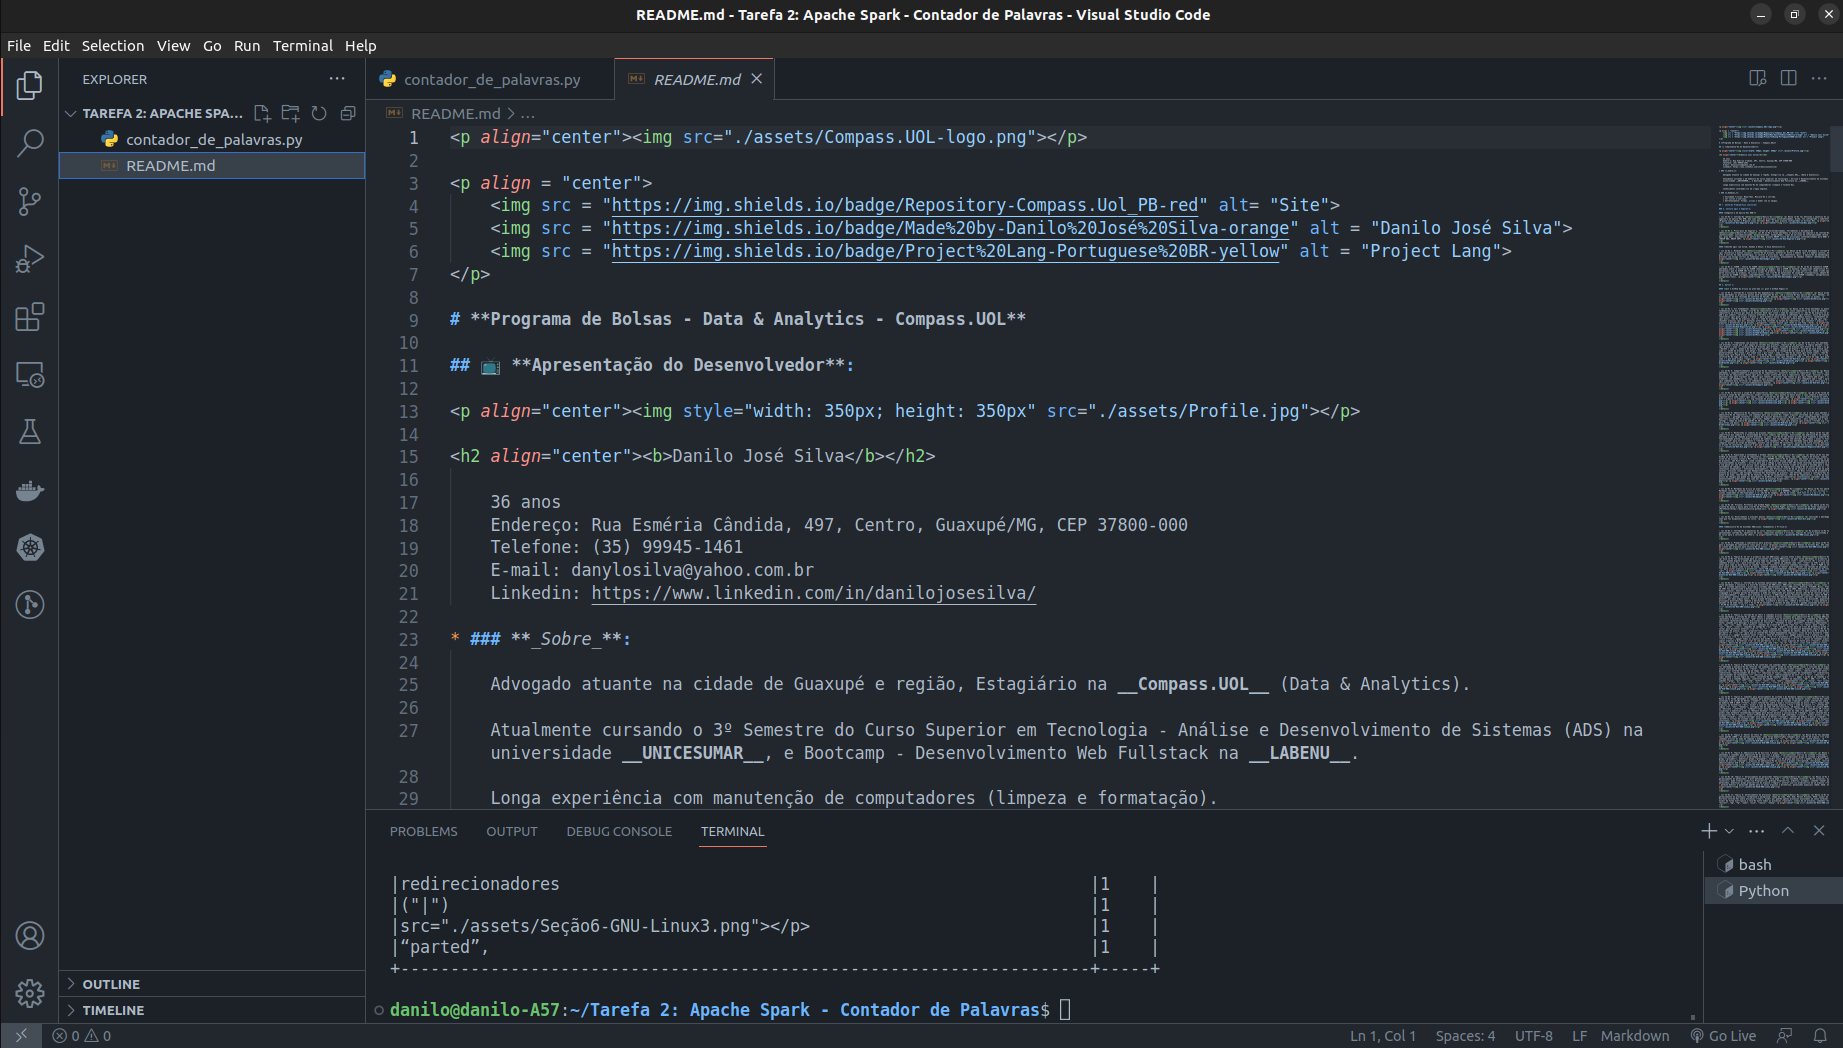 README.md - Tarefa 2: Apache Spark - Contador de Palavras - Visual Studio Code
File Edit Selection View Go Run Terminal Help
EXPLORER
TAREFA 2: APACHE SPA...
contador_de_palavras.py
README.md
OUTLINE
TIMELINE
contador_de_palavras.py
README.md
README.md > ...
1 <p align="center"><img src="./assets/Compass.UOL-logo.png"></p>
2
3 <p align = "center">
4 <img src = "https://img.shields.io/badge/Repository-Compass.Uol_PB-red" alt= "Site">
5 <img src = "https://img.shields.io/badge/Made%20by-Danilo%20José%20Silva-orange" alt = "Danilo José Silva">
6 <img src = "https://img.shields.io/badge/Project%20Lang-Portuguese%20BR-yellow" alt = "Project Lang">
7 </p>
8
9 # **Programa de Bolsas - Data & Analytics - Compass.UOL**
10
11 ## 📺 **Apresentação do Desenvolvedor**:
12
13 <p align="center"><img style="width: 350px; height: 350px" src="./assets/Profile.jpg"></p>
14
15 <h2 align="center"><b>Danilo José Silva</b></h2>
16
17 36 anos
18 Endereço: Rua Esméria Cândida, 497, Centro, Guaxupé/MG, CEP 37800-000
19 Telefone: (35) 99945-1461
20 E-mail: danylosilva@yahoo.com.br
21 Linkedin: https://www.linkedin.com/in/danilojosesilva/
22
23 * ### **_Sobre_**:
24
25 Advogado atuante na cidade de Guaxupé e região, Estagiário na __Compass.UOL__ (Data & Analytics).
26
27 Atualmente cursando o 3º Semestre do Curso Superior em Tecnologia - Análise e Desenvolvimento de Sistemas (ADS) na
universidade __UNICESUMAR__, e Bootcamp - Desenvolvimento Web Fullstack na __LABENU__.
28
29 Longa experiência com manutenção de computadores (limpeza e formatação).
PROBLEMS OUTPUT DEBUG CONSOLE TERMINAL
|redirecionadores |1 |
|("|") |1 |
|src="./assets/Seção6-GNU-Linux3.png"></p> |1 |
|“parted”, |1 |
+---------------------------------------------------------------------+-----+
danilo@danilo-A57:~/Tarefa 2: Apache Spark - Contador de Palavras$
bash
Python
0 0
Ln 1, Col 1 Spaces: 4 UTF-8 LF Markdown Go Live